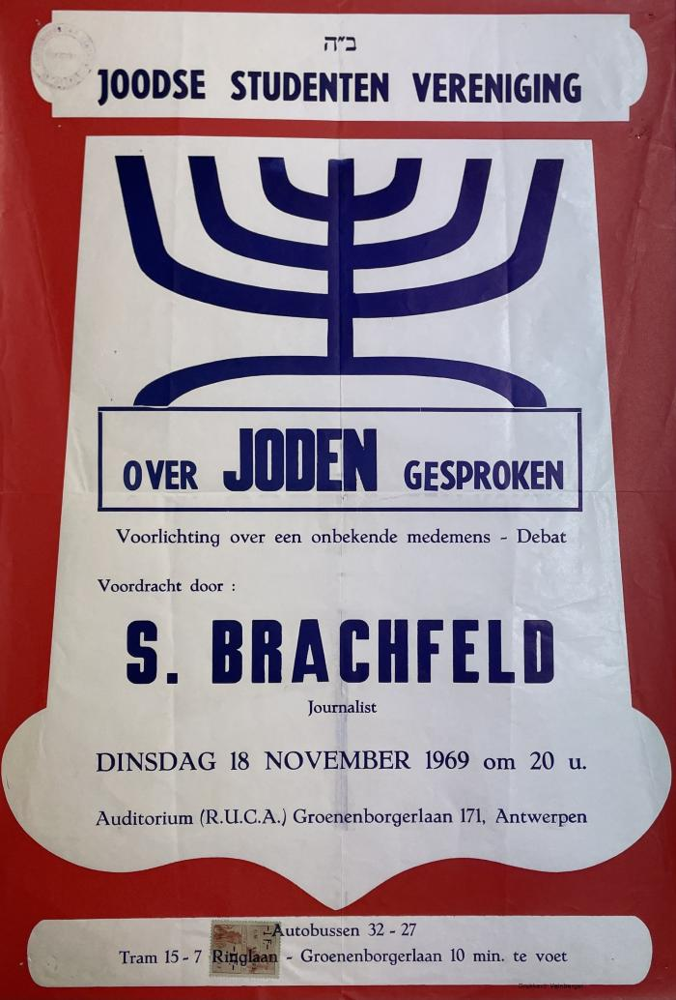 ב״ה
JOODSE STUDENTEN VERENIGING
OVER JODEN GESPROKEN
Voorlichting over een onbekende medemens - Debat
Voordracht door :
S. BRACHFELD
Journalist
DINSDAG 18 NOVEMBER 1969 om 20 u.
Auditorium (R.U.C.A.) Groenenborgerlaan 171, Antwerpen
Autobussen 32 - 27
Tram 15 - 7 Ringlaan - Groenenborgerlaan 10 min. te voet